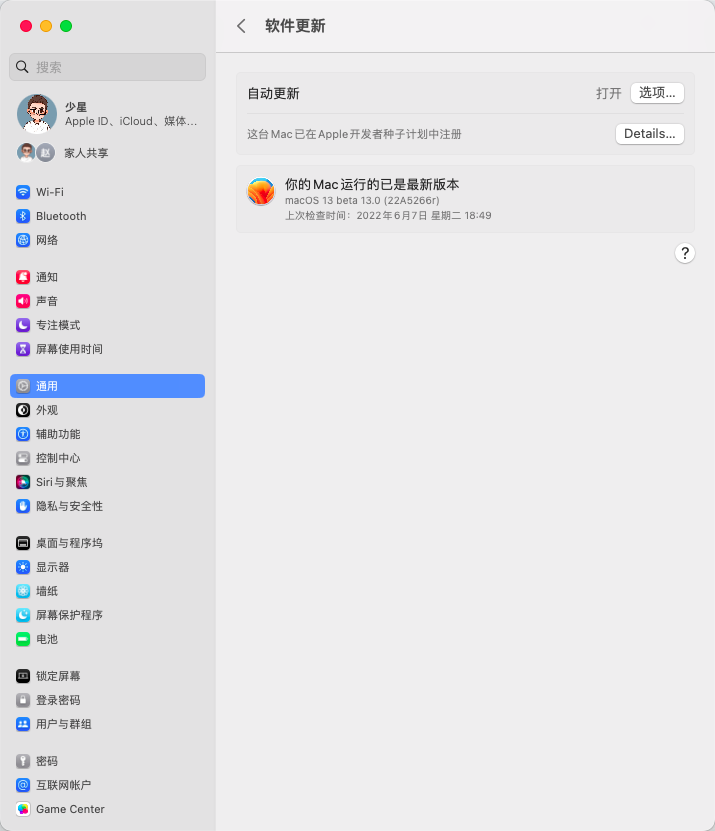 搜索
少星
Apple ID、iCloud、媒体...
赵
家人共享
Wi-Fi
Bluetooth
网络
通知
声音
专注模式
屏幕使用时间
通用
外观
辅助功能
控制中心
Siri与聚焦
隐私与安全性
桌面与程序坞
显示器
墙纸
屏幕保护程序
电池
锁定屏幕
登录密码
用户与群组
密码
互联网帐户
Game Center
软件更新
自动更新 打开 选项...
这台Mac已在Apple开发者种子计划中注册 Details...
你的Mac运行的已是最新版本
macOS 13 beta 13.0 (22A5266r)
上次检查时间：2022年6月7日 星期二 18:49
?